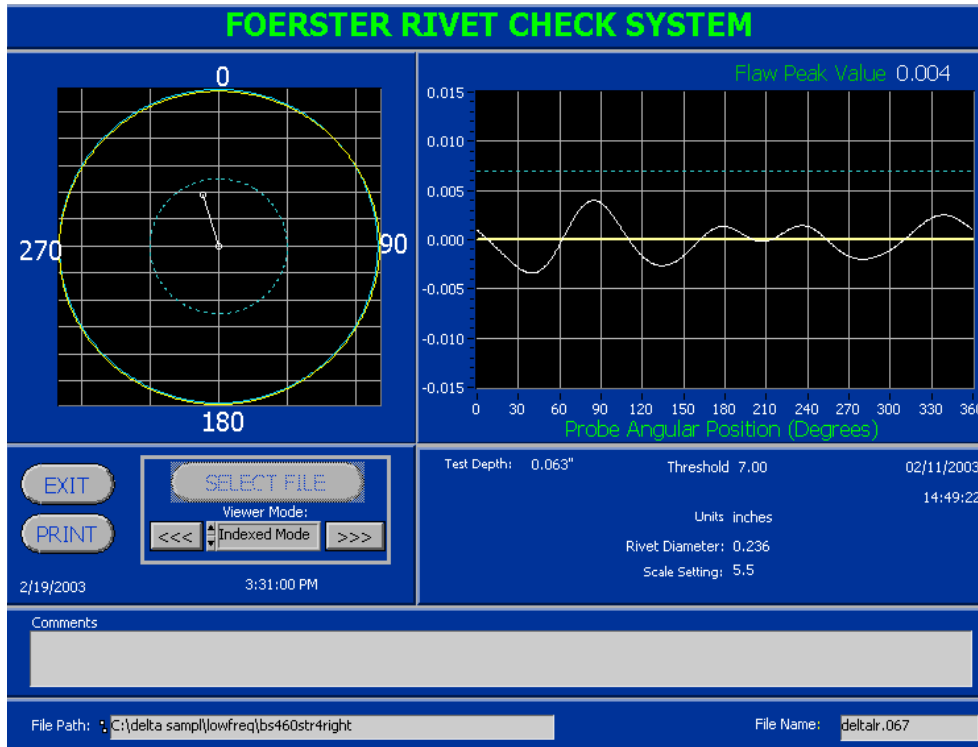 FOERSTER RIVET CHECK SYSTEM
0
90
180
270
Flaw Peak Value 0.004
0.015
0.010
0.005
0.000
-0.005
-0.010
-0.015
0 30 60 90 120 150 180 210 240 270 300 330 360
Probe Angular Position (Degrees)
EXIT
PRINT
SELECT FILE
Viewer Mode:
<<< Indexed Mode >>>
2/19/2003 3:31:00 PM
Test Depth: 0.063" Threshold 7.00 02/11/2003
14:49:22
Units inches
Rivet Diameter: 0.236
Scale Setting: 5.5
Comments
File Path: C:\delta sampl\lowfreq\bs460str4right File Name: deltalr.067